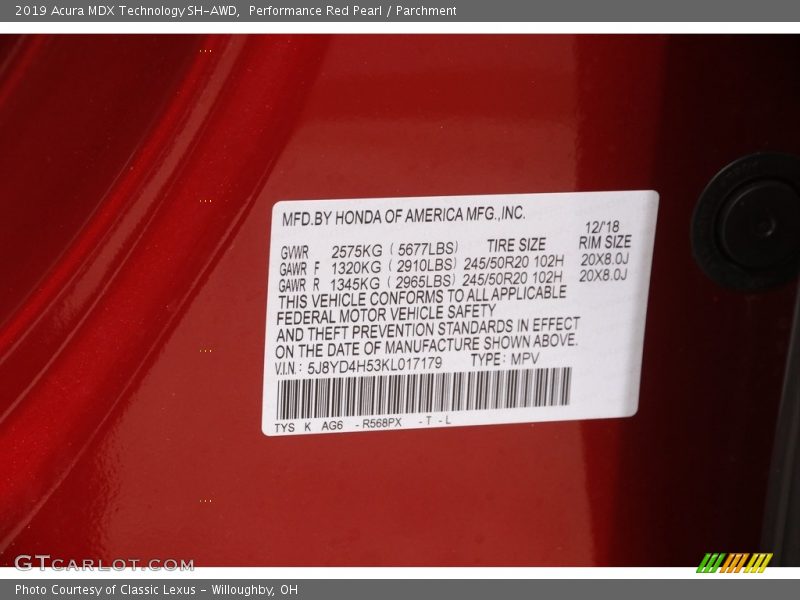 2019 Acura MDX Technology SH-AWD,  Performance Red Pearl / Parchment
MFD.BY HONDA OF AMERICA MFG.,INC.
12/'18
GVWR 2575KG ( 5677LBS) TIRE SIZE RIM SIZE
GAWR F 1320KG ( 2910LBS) 245/50R20 102H 20X8.0J
GAWR R 1345KG ( 2965LBS) 245/50R20 102H 20X8.0J
THIS VEHICLE CONFORMS TO ALL APPLICABLE
FEDERAL MOTOR VEHICLE SAFETY
AND THEFT PREVENTION STANDARDS IN EFFECT
ON THE DATE OF MANUFACTURE SHOWN ABOVE.
V.I.N.: 5J8YD4H53KL017179 TYPE: MPV
TYS K AG6 -R568PX -T -L
GTCARLOT.COM
Photo Courtesy of Classic Lexus - Willoughby, OH